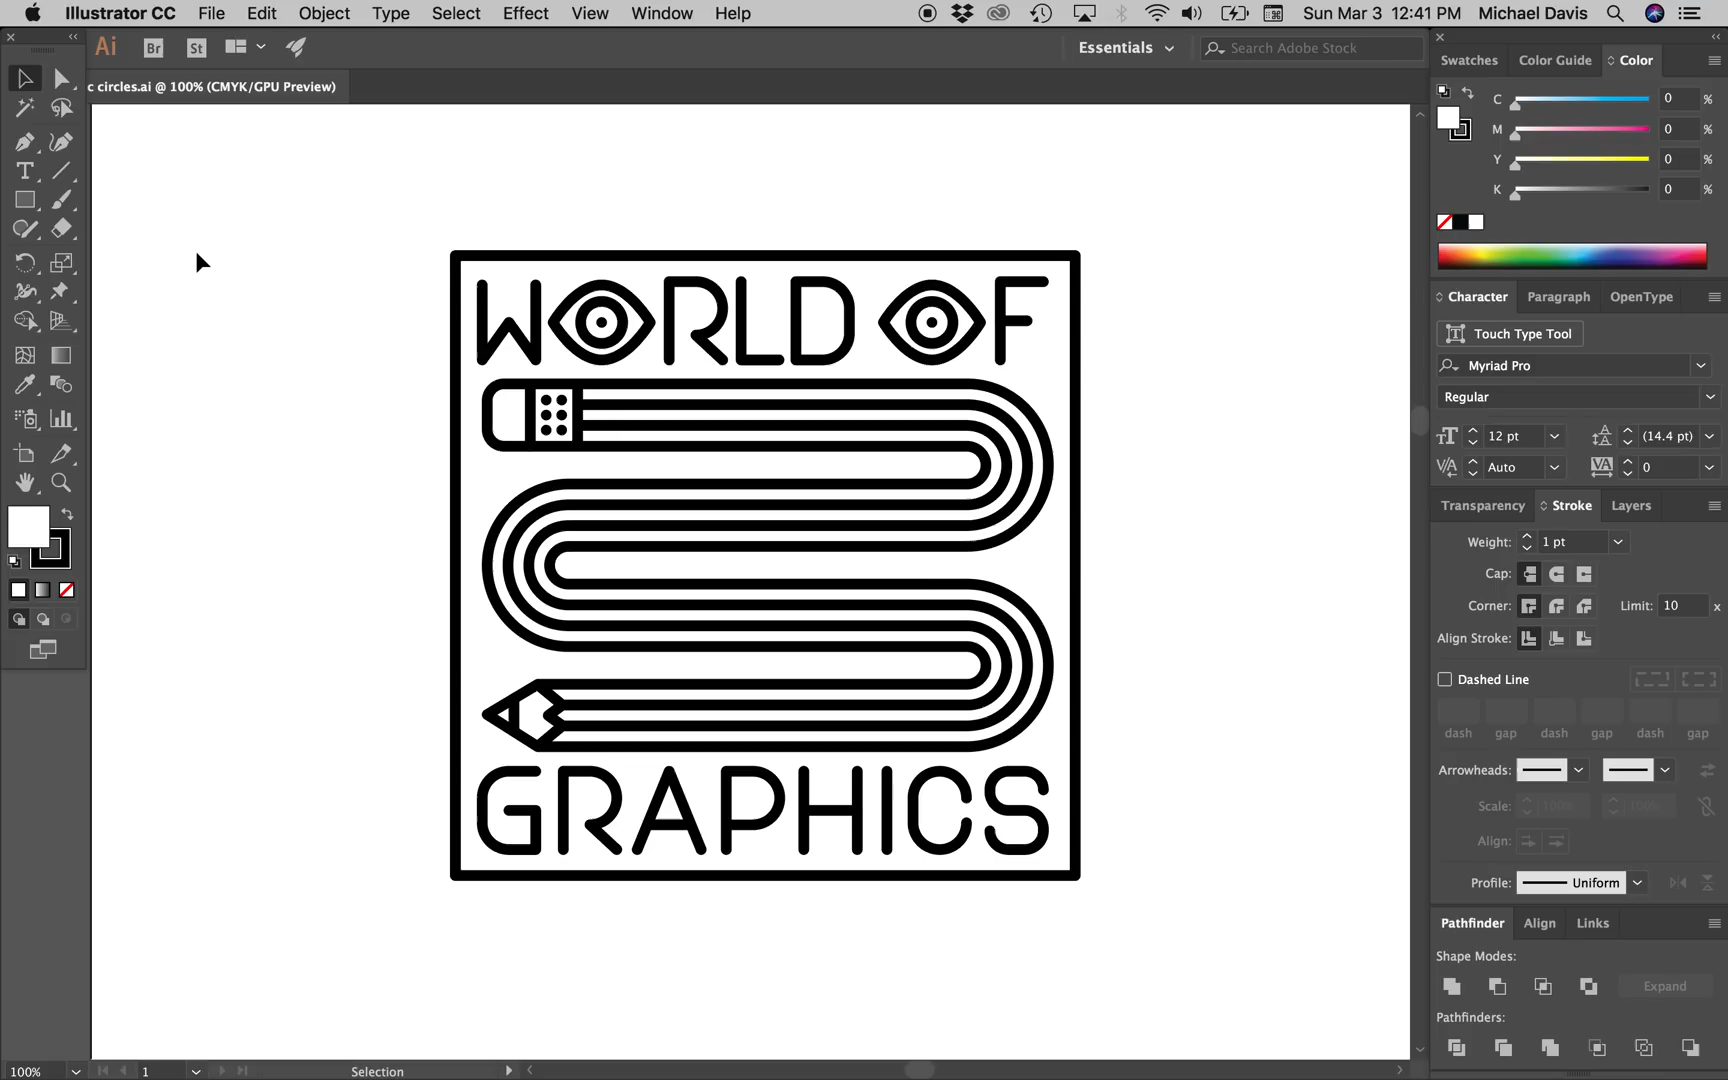 Illustrator CC File Edit Object Type Select Effect View Window Help Sun Mar 3 12:41 PM Michael Davis
Ai Br St Essentials Search Adobe Stock
c circles.ai @ 100% (CMYK/GPU Preview)
Swatches Color Guide Color
C 0 %
M 0 %
Y 0 %
K 0 %
WORLD OF
GRAPHICS
Character Paragraph OpenType
Touch Type Tool
Myriad Pro
Regular
12 pt (14.4 pt)
Auto 0
Transparency Stroke Layers
Weight: 1 pt
Cap:
Corner: Limit: 10 x
Align Stroke:
Dashed Line
dash gap dash gap dash gap
Arrowheads:
Scale: 100% 100%
Align:
Profile: Uniform
Pathfinder Align Links
Shape Modes:
Expand
Pathfinders:
100% 1 Selection